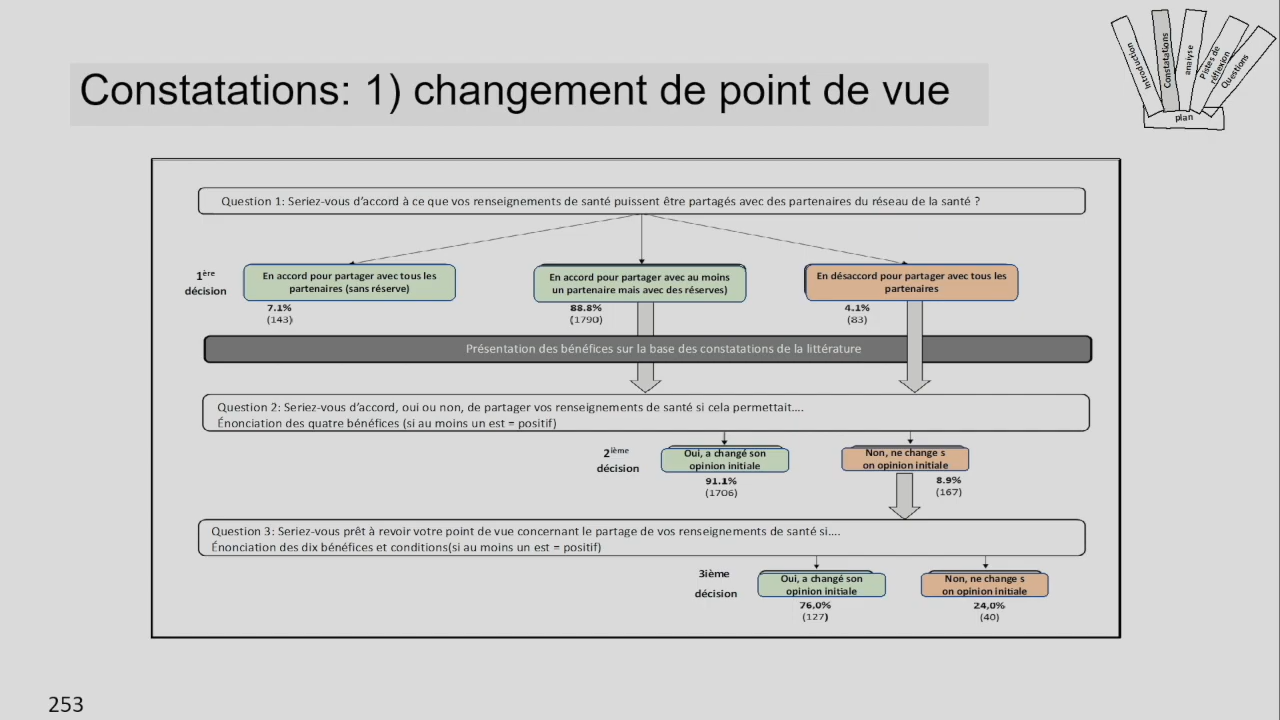 Introduction
Constatations
analyse
Pistes de
réflexion
Questions
plan
Constatations: 1) changement de point de vue
Question 1: Seriez-vous d’accord à ce que vos renseignements de santé puissent être partagés avec des partenaires du réseau de la santé ?
1ère
décision
En accord pour partager avec tous les
partenaires (sans réserve)
7.1%
(143)
En accord pour partager avec au moins
un partenaire mais avec des réserves)
88.8%
(1790)
En désaccord pour partager avec tous les
partenaires
4.1%
(83)
Présentation des bénéfices sur la base des constatations de la littérature
Question 2: Seriez-vous d’accord, oui ou non, de partager vos renseignements de santé si cela permettait....
Énonciation des quatre bénéfices (si au moins un est = positif)
2ième
décision
Oui, a changé son
opinion initiale
91.1%
(1706)
Non, ne change s
on opinion initiale
8.9%
(167)
Question 3: Seriez-vous prêt à revoir votre point de vue concernant le partage de vos renseignements de santé si....
Énonciation des dix bénéfices et conditions(si au moins un est = positif)
3ième
décision
Oui, a changé son
opinion initiale
76,0%
(127)
Non, ne change s
on opinion initiale
24,0%
(40)
253